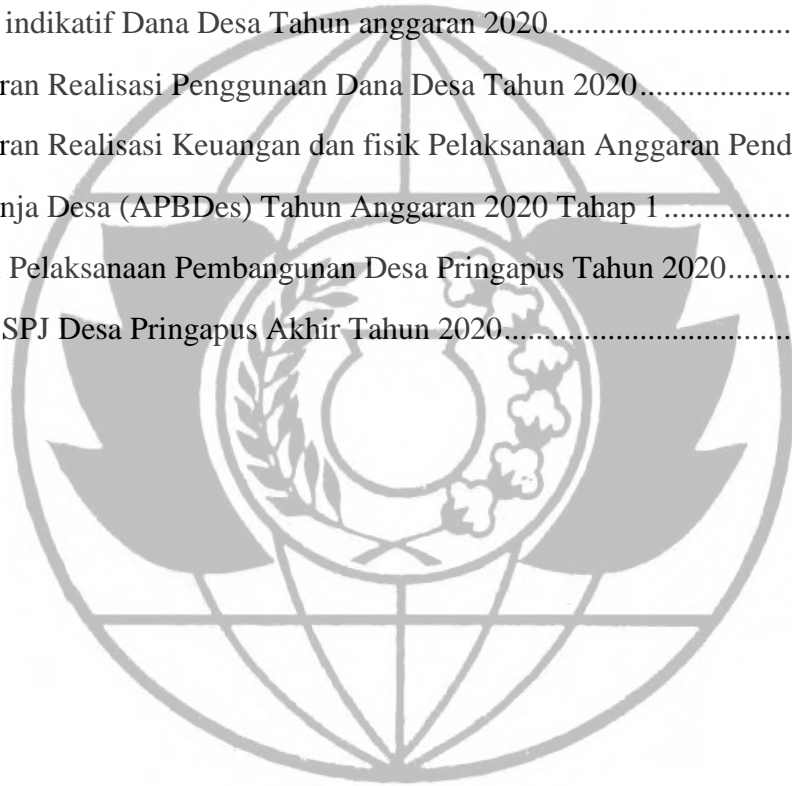 indikatif Dana Desa Tahun anggaran 2020............................
ran Realisasi Penggunaan Dana Desa Tahun 2020...................
ran Realisasi Keuangan dan fisik Pelaksanaan Anggaran Pend
nja Desa (APBDes) Tahun Anggaran 2020 Tahap 1................
Pelaksanaan Pembangunan Desa Pringapus Tahun 2020........
SPJ Desa Pringapus Akhir Tahun 2020...................................